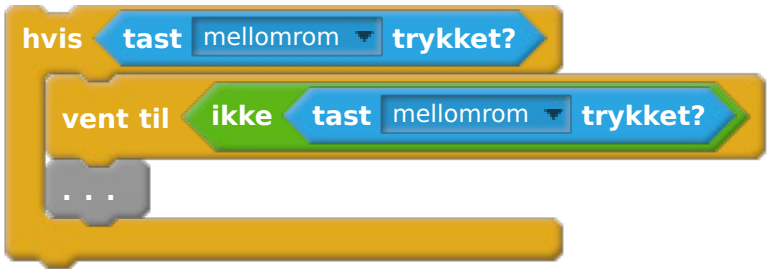 hvis tast mellomrom trykket?
vent til ikke tast mellomrom trykket?
. . .